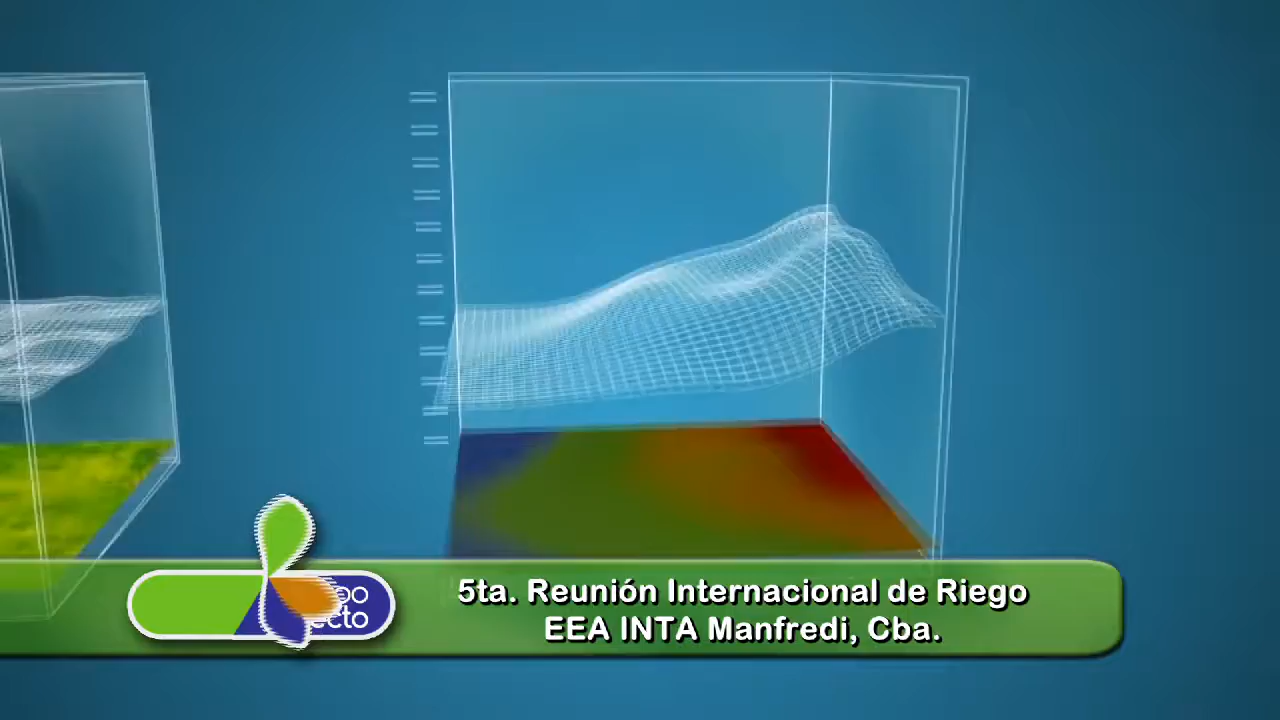 5ta. Reunión Internacional de Riego
EEA INTA Manfredi, Cba.